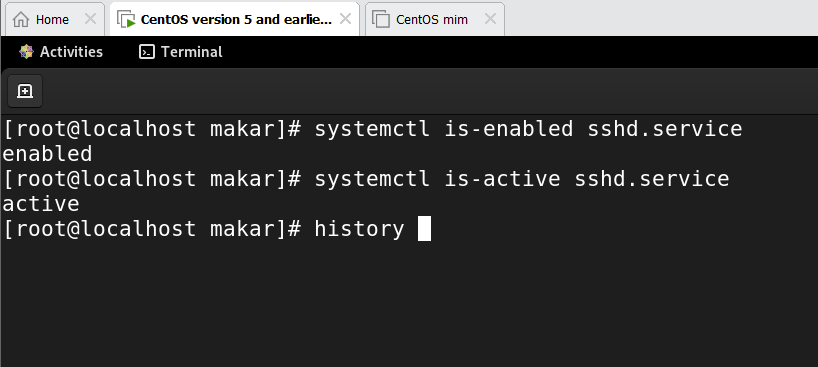 Home
CentOS version 5 and earlie...
CentOS mim
Activities
Terminal
[root@localhost makar]# systemctl is-enabled sshd.service
enabled
[root@localhost makar]# systemctl is-active sshd.service
active
[root@localhost makar]# history